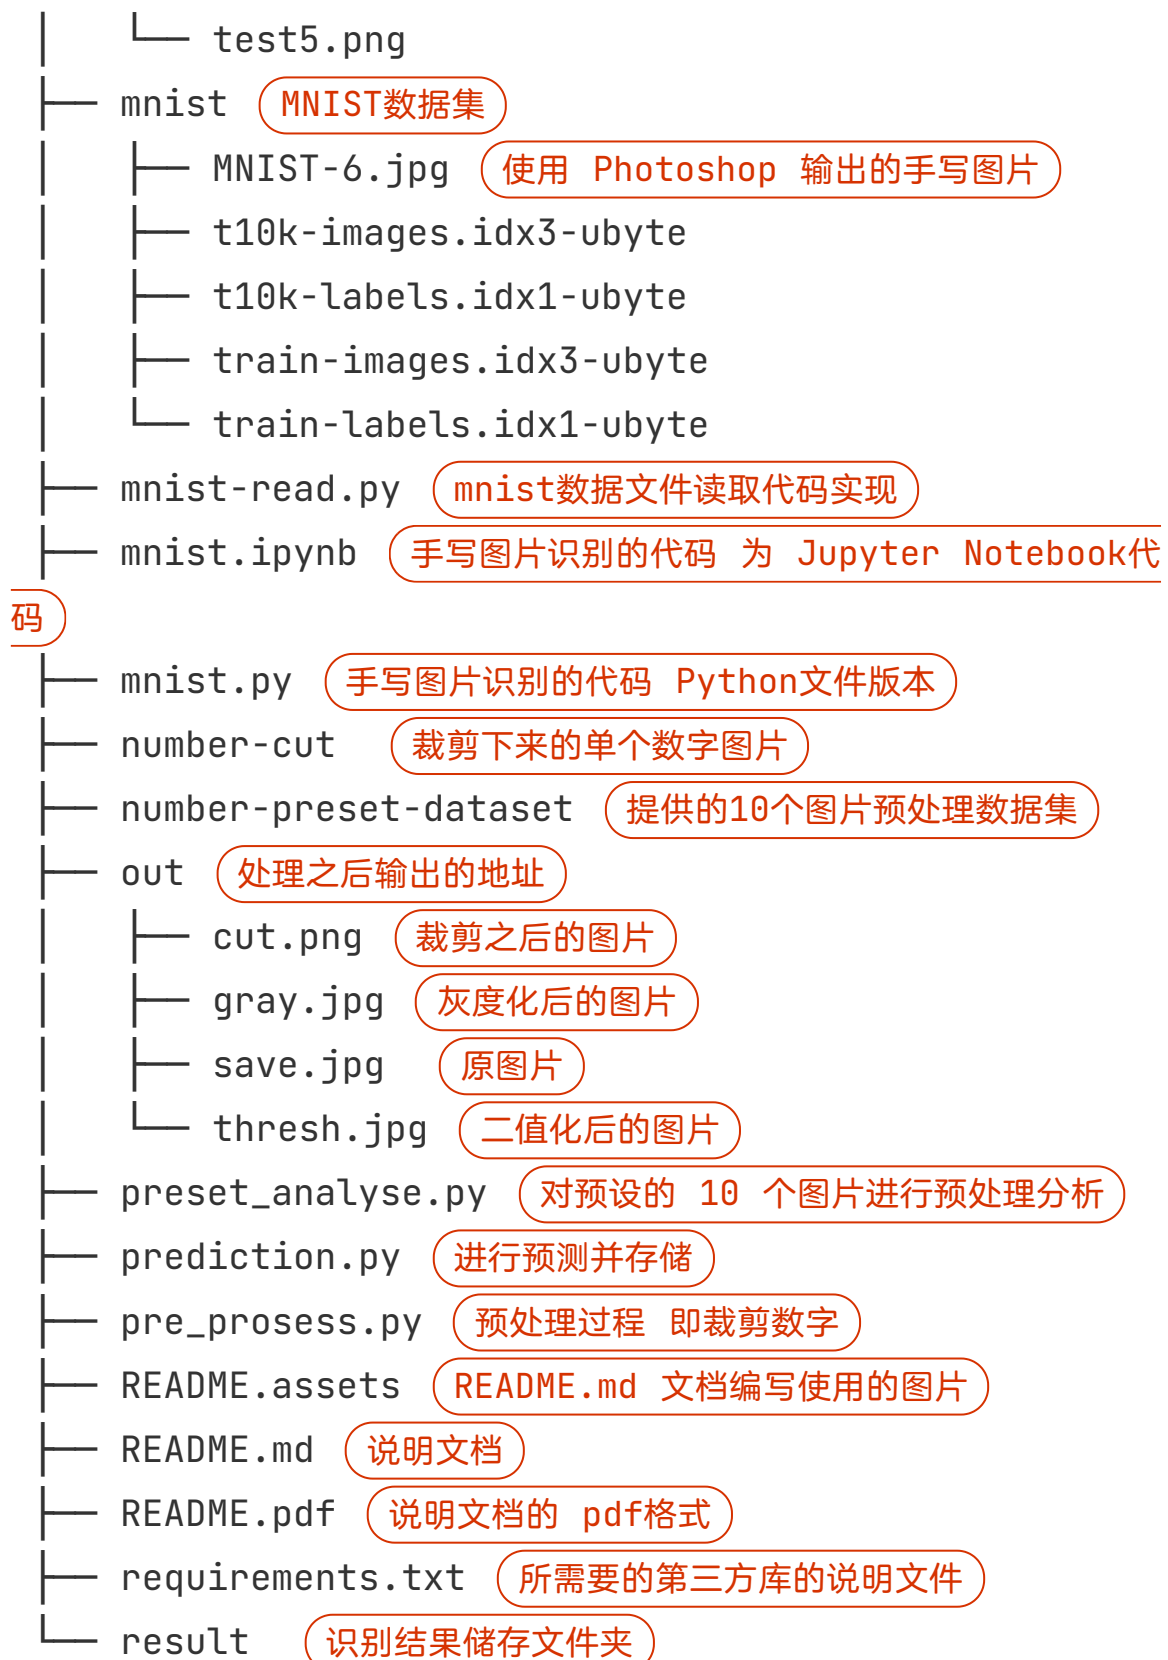 │   └── test5.png
├── mnist MNIST数据集
│   ├── MNIST-6.jpg 使用 Photoshop 输出的手写图片
│   ├── t10k-images.idx3-ubyte
│   ├── t10k-labels.idx1-ubyte
│   ├── train-images.idx3-ubyte
│   └── train-labels.idx1-ubyte
├── mnist-read.py mnist数据文件读取代码实现
├── mnist.ipynb 手写图片识别的代码 为 Jupyter Notebook代
码
├── mnist.py 手写图片识别的代码 Python文件版本
├── number-cut 裁剪下来的单个数字图片
├── number-preset-dataset 提供的10个图片预处理数据集
├── out 处理之后输出的地址
│   ├── cut.png 裁剪之后的图片
│   ├── gray.jpg 灰度化后的图片
│   ├── save.jpg 原图片
│   └── thresh.jpg 二值化后的图片
├── preset_analyse.py 对预设的 10 个图片进行预处理分析
├── prediction.py 进行预测并存储
├── pre_prosess.py 预处理过程 即裁剪数字
├── README.assets README.md 文档编写使用的图片
├── README.md 说明文档
├── README.pdf 说明文档的 pdf格式
├── requirements.txt 所需要的第三方库的说明文件
└── result 识别结果储存文件夹